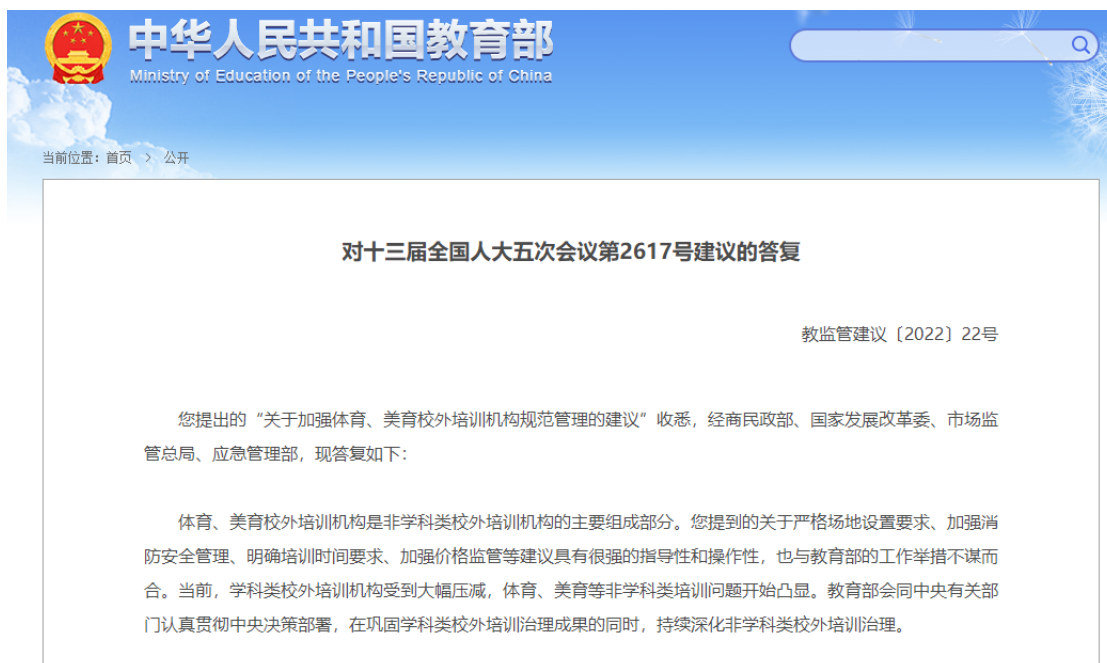 中华人民共和国教育部
Ministry of Education of the People's Republic of China
当前位置：首页 > 公开
对十三届全国人大五次会议第2617号建议的答复
教监管建议〔2022〕22号
您提出的“关于加强体育、美育校外培训机构规范管理的建议”收悉，经商民政部、国家发展改革委、市场监
管总局、应急管理部，现答复如下：
体育、美育校外培训机构是非学科类校外培训机构的主要组成部分。您提到的关于严格场地设置要求、加强消
防安全管理、明确培训时间要求、加强价格监管等建议具有很强的指导性和操作性，也与教育部的工作举措不谋而
合。当前，学科类校外培训机构受到大幅压减，体育、美育等非学科类培训问题开始凸显。教育部会同中央有关部
门认真贯彻中央决策部署，在巩固学科类校外培训治理成果的同时，持续深化非学科类校外培训治理。